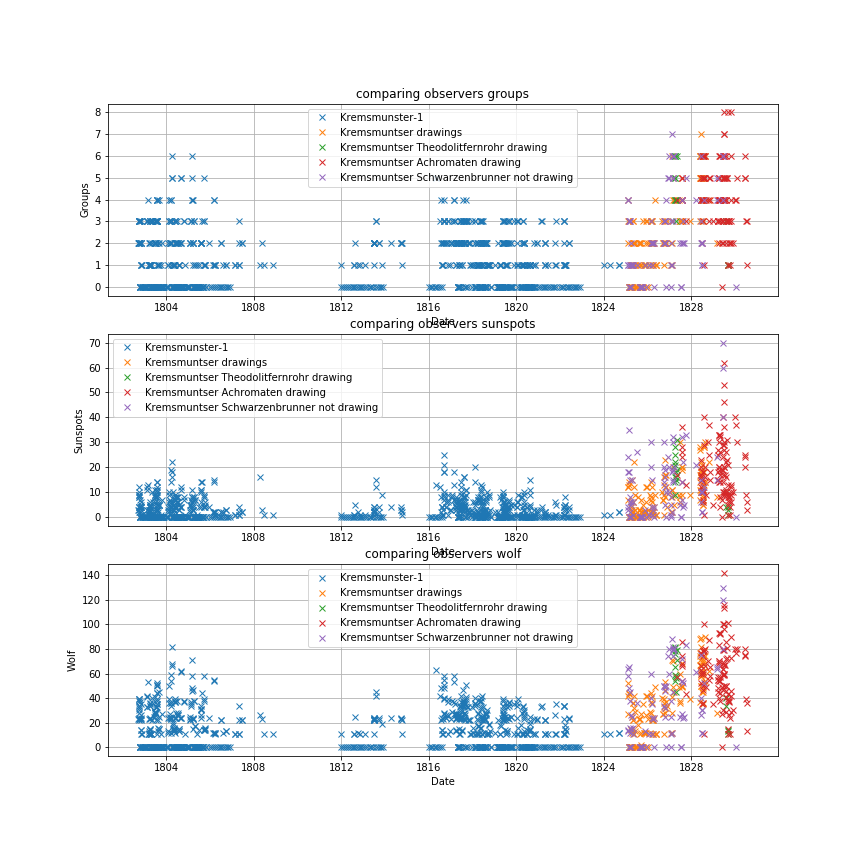 comparing observers groups
8
7
6
5
4
3
2
1
0
Groups
Kremsmunster-1
Kremsmuntser drawings
Kremsmuntser Theodolitfernrohr drawing
Kremsmuntser Achromaten drawing
Kremsmuntser Schwarzenbrunner not drawing
1804 1808 1812 1816 1820 1824 1828
Date
comparing observers sunspots
70
60
50
40
30
20
10
0
Sunspots
Kremsmunster-1
Kremsmuntser drawings
Kremsmuntser Theodolitfernrohr drawing
Kremsmuntser Achromaten drawing
Kremsmuntser Schwarzenbrunner not drawing
1804 1808 1812 1816 1820 1824 1828
Date
comparing observers wolf
140
120
100
80
60
40
20
0
Wolf
Kremsmunster-1
Kremsmuntser drawings
Kremsmuntser Theodolitfernrohr drawing
Kremsmuntser Achromaten drawing
Kremsmuntser Schwarzenbrunner not drawing
1804 1808 1812 1816 1820 1824 1828
Date